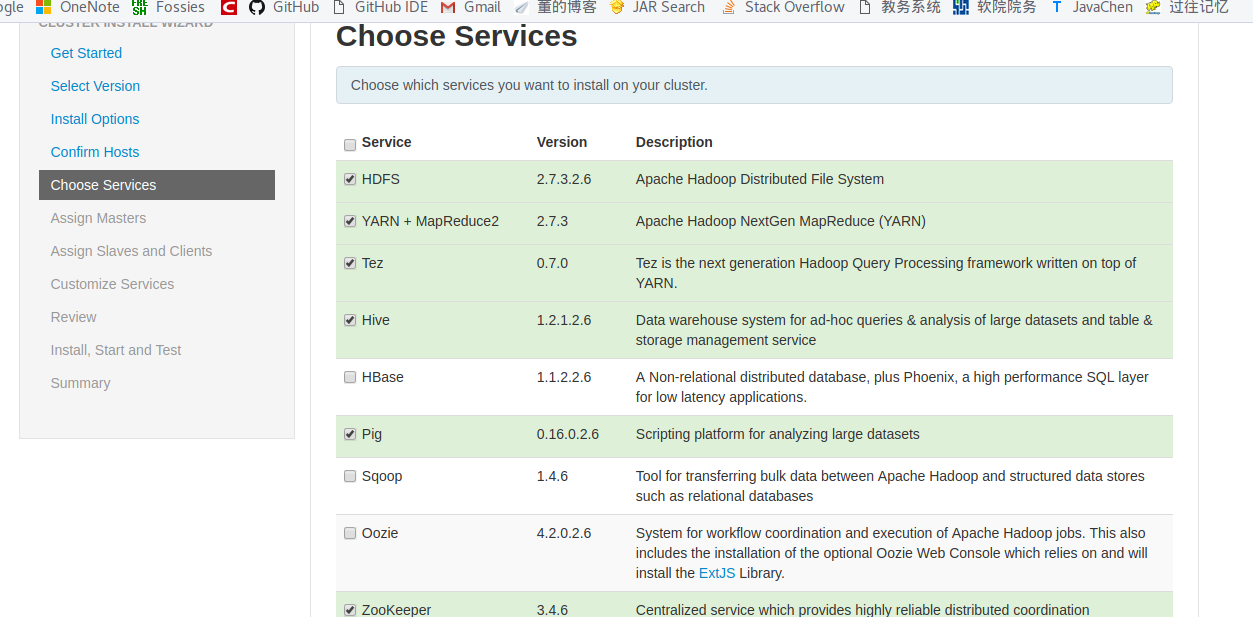 ogle OneNote Fossies GitHub GitHub IDE Gmail 董的博客 JAR Search Stack Overflow 教务系统 软院院务 JavaChen 过往记忆
CLUSTER INSTALL WIZARD
Get Started
Select Version
Install Options
Confirm Hosts
Choose Services
Assign Masters
Assign Slaves and Clients
Customize Services
Review
Install, Start and Test
Summary
Choose Services
Choose which services you want to install on your cluster.
Service Version Description
HDFS 2.7.3.2.6 Apache Hadoop Distributed File System
YARN + MapReduce2 2.7.3 Apache Hadoop NextGen MapReduce (YARN)
Tez 0.7.0 Tez is the next generation Hadoop Query Processing framework written on top of
YARN.
Hive 1.2.1.2.6 Data warehouse system for ad-hoc queries & analysis of large datasets and table &
storage management service
HBase 1.1.2.2.6 A Non-relational distributed database, plus Phoenix, a high performance SQL layer
for low latency applications.
Pig 0.16.0.2.6 Scripting platform for analyzing large datasets
Sqoop 1.4.6 Tool for transferring bulk data between Apache Hadoop and structured data stores
such as relational databases
Oozie 4.2.0.2.6 System for workflow coordination and execution of Apache Hadoop jobs. This also
includes the installation of the optional Oozie Web Console which relies on and will
install the ExtJS Library.
ZooKeeper 3.4.6 Centralized service which provides highly reliable distributed coordination